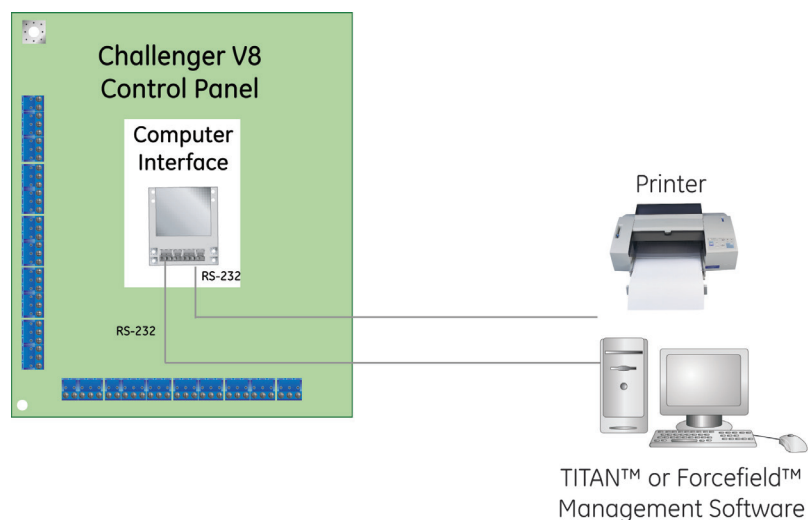 Challenger V8
Control Panel
Computer
Interface
Printer
RS-232
RS-232
TITAN™ or Forcefield™
Management Software